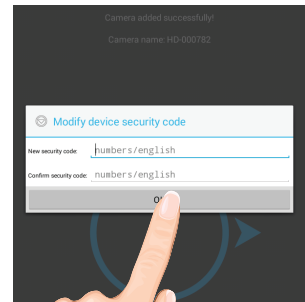 Camera added successfully!
Camera name: HD-000782
Modify device security code
New security code: numbers/english
Confirm security code: numbers/english